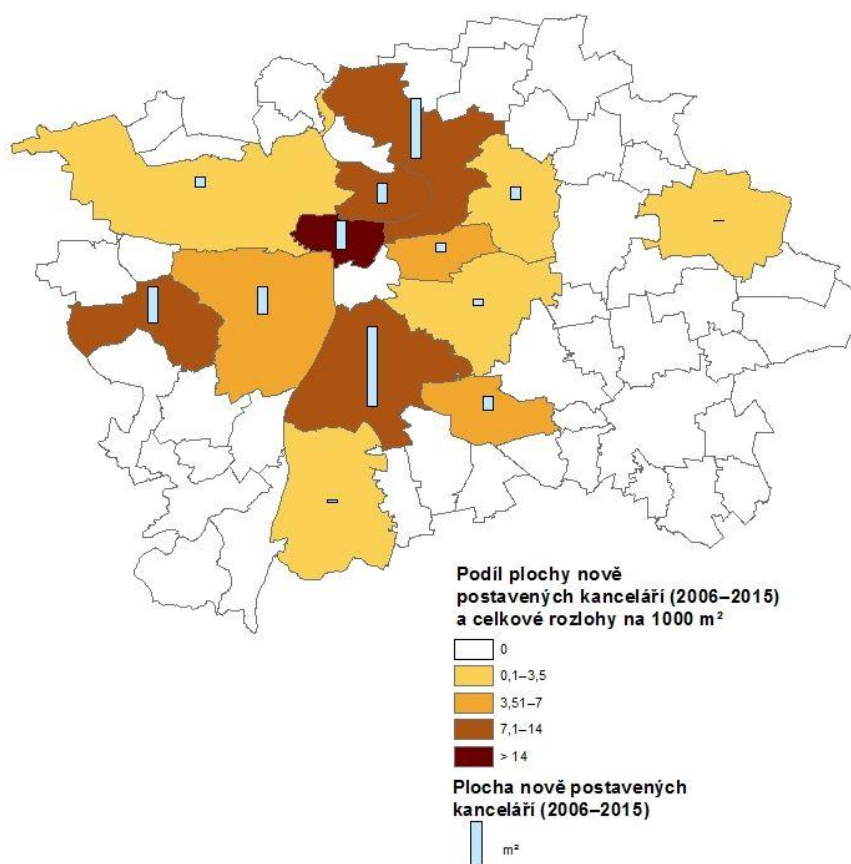 Podíl plochy nově
postavených kanceláří (2006–2015)
a celkové rozlohy na 1000 m²
0
0,1–3,5
3,51–7
7,1–14
> 14
Plocha nově postavených
kanceláří (2006–2015)
m²